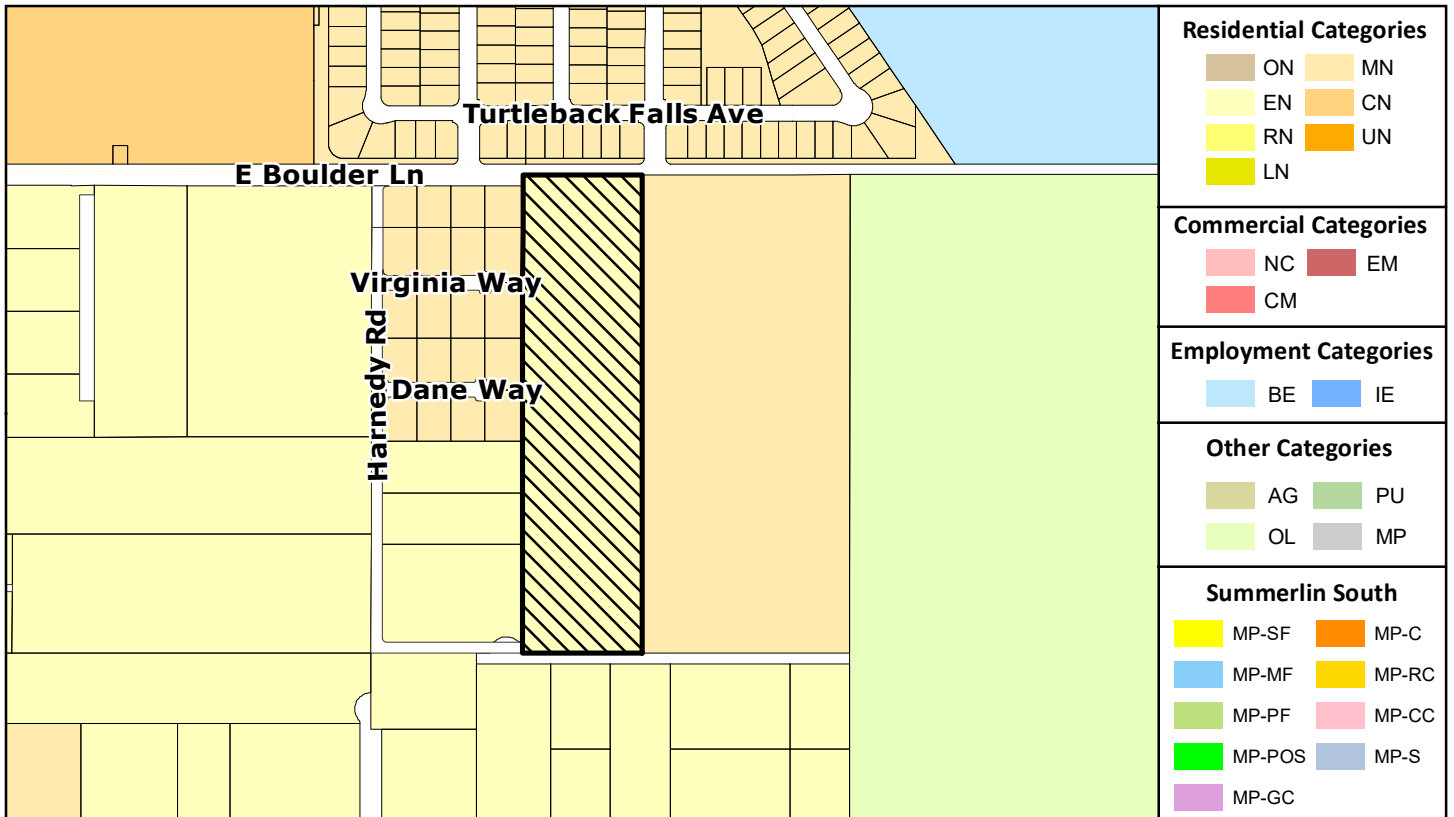 Turtleback Falls Ave
E Boulder Ln
Virginia Way
Harnedy Rd
Dane Way
Residential Categories
ON MN
EN CN
RN UN
LN
Commercial Categories
NC EM
CM
Employment Categories
BE IE
Other Categories
AG PU
OL MP
Summerlin South
MP-SF MP-C
MP-MF MP-RC
MP-PF MP-CC
MP-POS MP-S
MP-GC